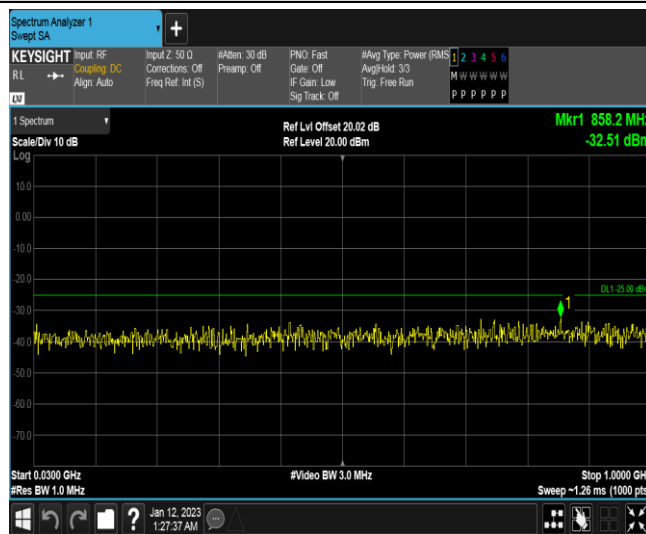 Spectrum Analyzer 1
Swept SA
+
KEYSIGHT
RL
LXI
Input: RF
Coupling: DC
Align: Auto
Input Z: 50 Ω
Corrections: Off
Freq Ref: Int (S)
#Atten: 30 dB
Preamp: Off
PNO: Fast
Gate: Off
IF Gain: Low
Sig Track: Off
#Avg Type: Power (RMS
Avg|Hold: 3/3
Trig: Free Run
1 2 3 4 5 6
M W W W W W
P P P P P P
1 Spectrum
Scale/Div 10 dB
Log
Ref Lvl Offset 20.02 dB
Ref Level 20.00 dBm
Mkr1 858.2 MHz
-32.51 dBm
10.0
0.00
-10.0
-20.0
-30.0
-40.0
-50.0
-60.0
-70.0
DL1 -25.00 dBm
1
Start 0.0300 GHz
#Res BW 1.0 MHz
#Video BW 3.0 MHz
Stop 1.0000 GH
Sweep ~1.26 ms (1000 pts
?
Jan 12, 2023
1:27:37 AM